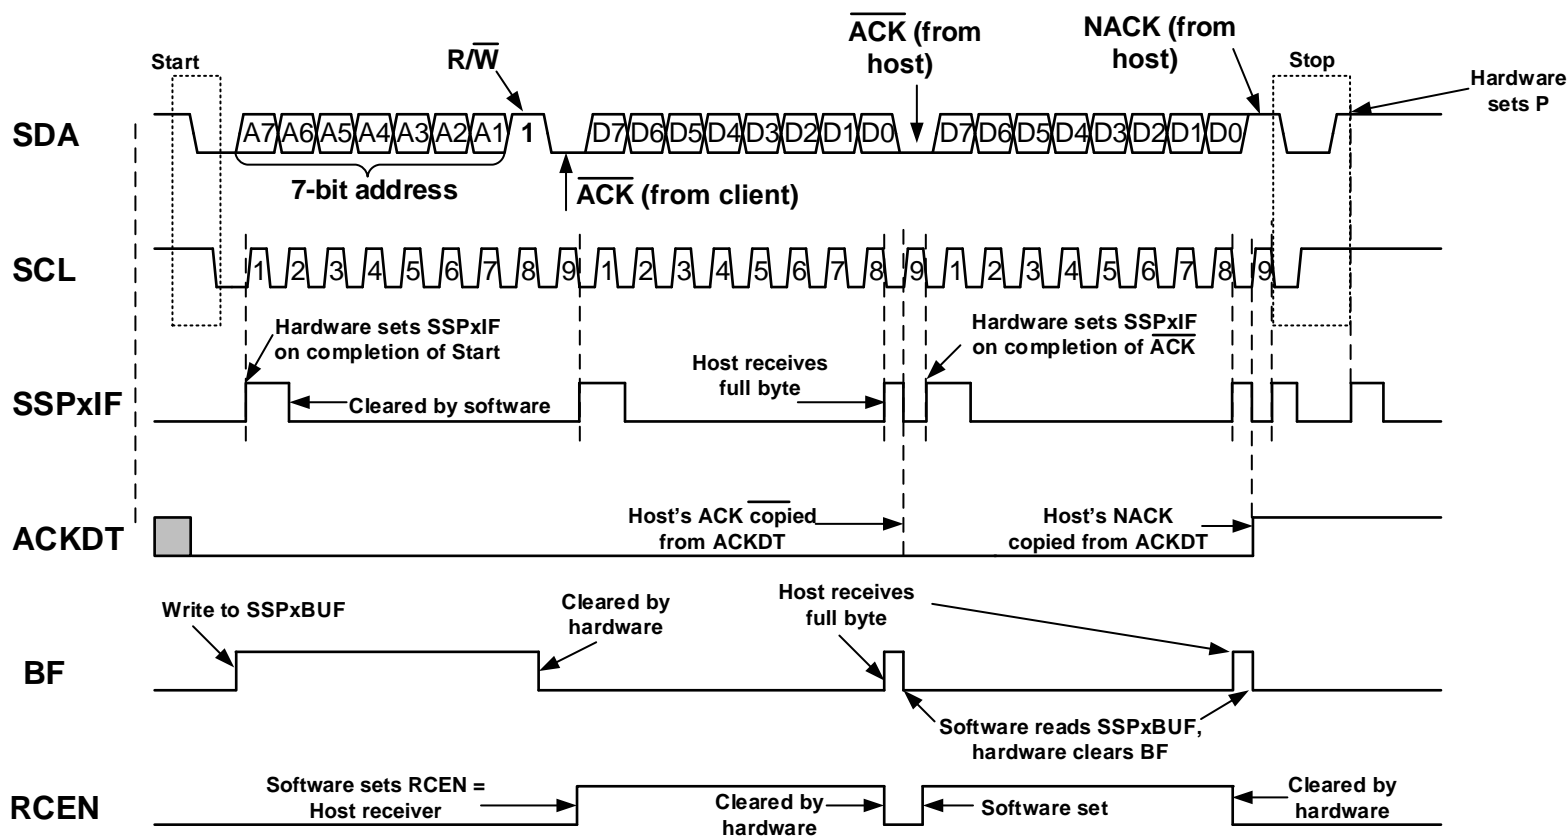 Start
R/W
ACK (from
host)
NACK (from
host)
Stop
Hardware
sets P
SDA
A7 A6 A5 A4 A3 A2 A1 1 D7 D6 D5 D4 D3 D2 D1 D0 D7 D6 D5 D4 D3 D2 D1 D0
7-bit address
ACK (from client)
SCL
1 2 3 4 5 6 7 8 9 1 2 3 4 5 6 7 8 9 1 2 3 4 5 6 7 8 9
Hardware sets SSPxIF
on completion of Start
Hardware sets SSPxIF
on completion of ACK
Host receives
full byte
SSPxIF
Cleared by software
ACKDT
Host's ACK copied
from ACKDT
Host's NACK
copied from ACKDT
Write to SSPxBUF
Cleared by
hardware
Host receives
full byte
BF
Software reads SSPxBUF,
hardware clears BF
RCEN
Software sets RCEN =
Host receiver
Cleared by
hardware
Software set
Cleared by
hardware